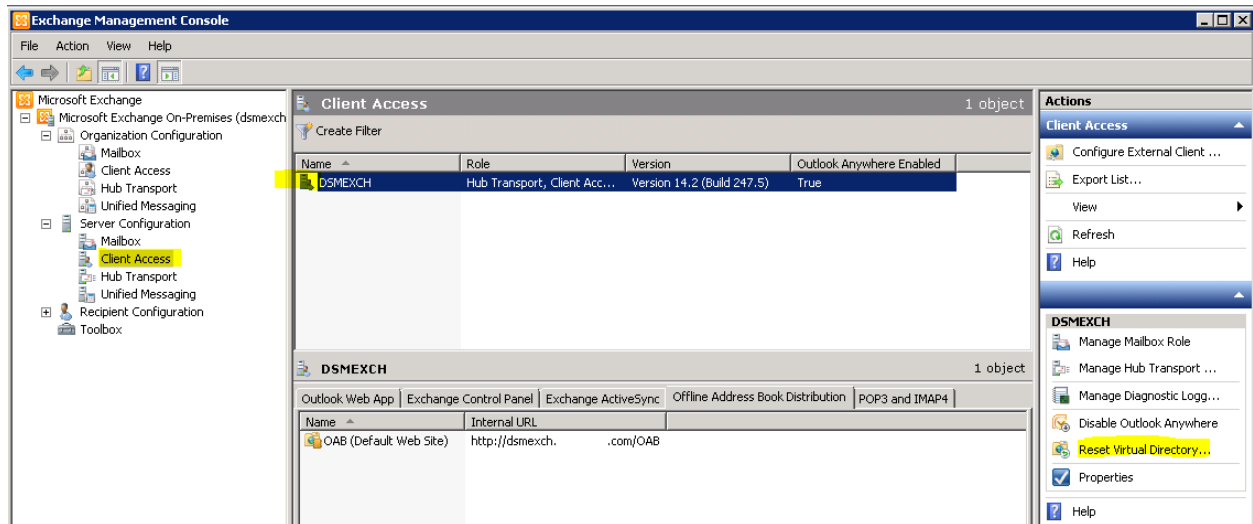 Exchange Management Console
File Action View Help
Microsoft Exchange
Microsoft Exchange On-Premises (dsmexch
Organization Configuration
Mailbox
Client Access
Hub Transport
Unified Messaging
Server Configuration
Mailbox
Client Access
Hub Transport
Unified Messaging
Recipient Configuration
Toolbox
Client Access 1 object
Create Filter
Name Role Version Outlook Anywhere Enabled
DSMEXCH Hub Transport, Client Acc... Version 14.2 (Build 247.5) True
DSMEXCH 1 object
Outlook Web App Exchange Control Panel Exchange ActiveSync Offline Address Book Distribution POP3 and IMAP4
Name Internal URL
OAB (Default Web Site) http://dsmexch. .com/OAB
Actions
Client Access
Configure External Client ...
Export List...
View
Refresh
Help
DSMEXCH
Manage Mailbox Role
Manage Hub Transport ...
Manage Diagnostic Logg...
Disable Outlook Anywhere
Reset Virtual Directory...
Properties
Help